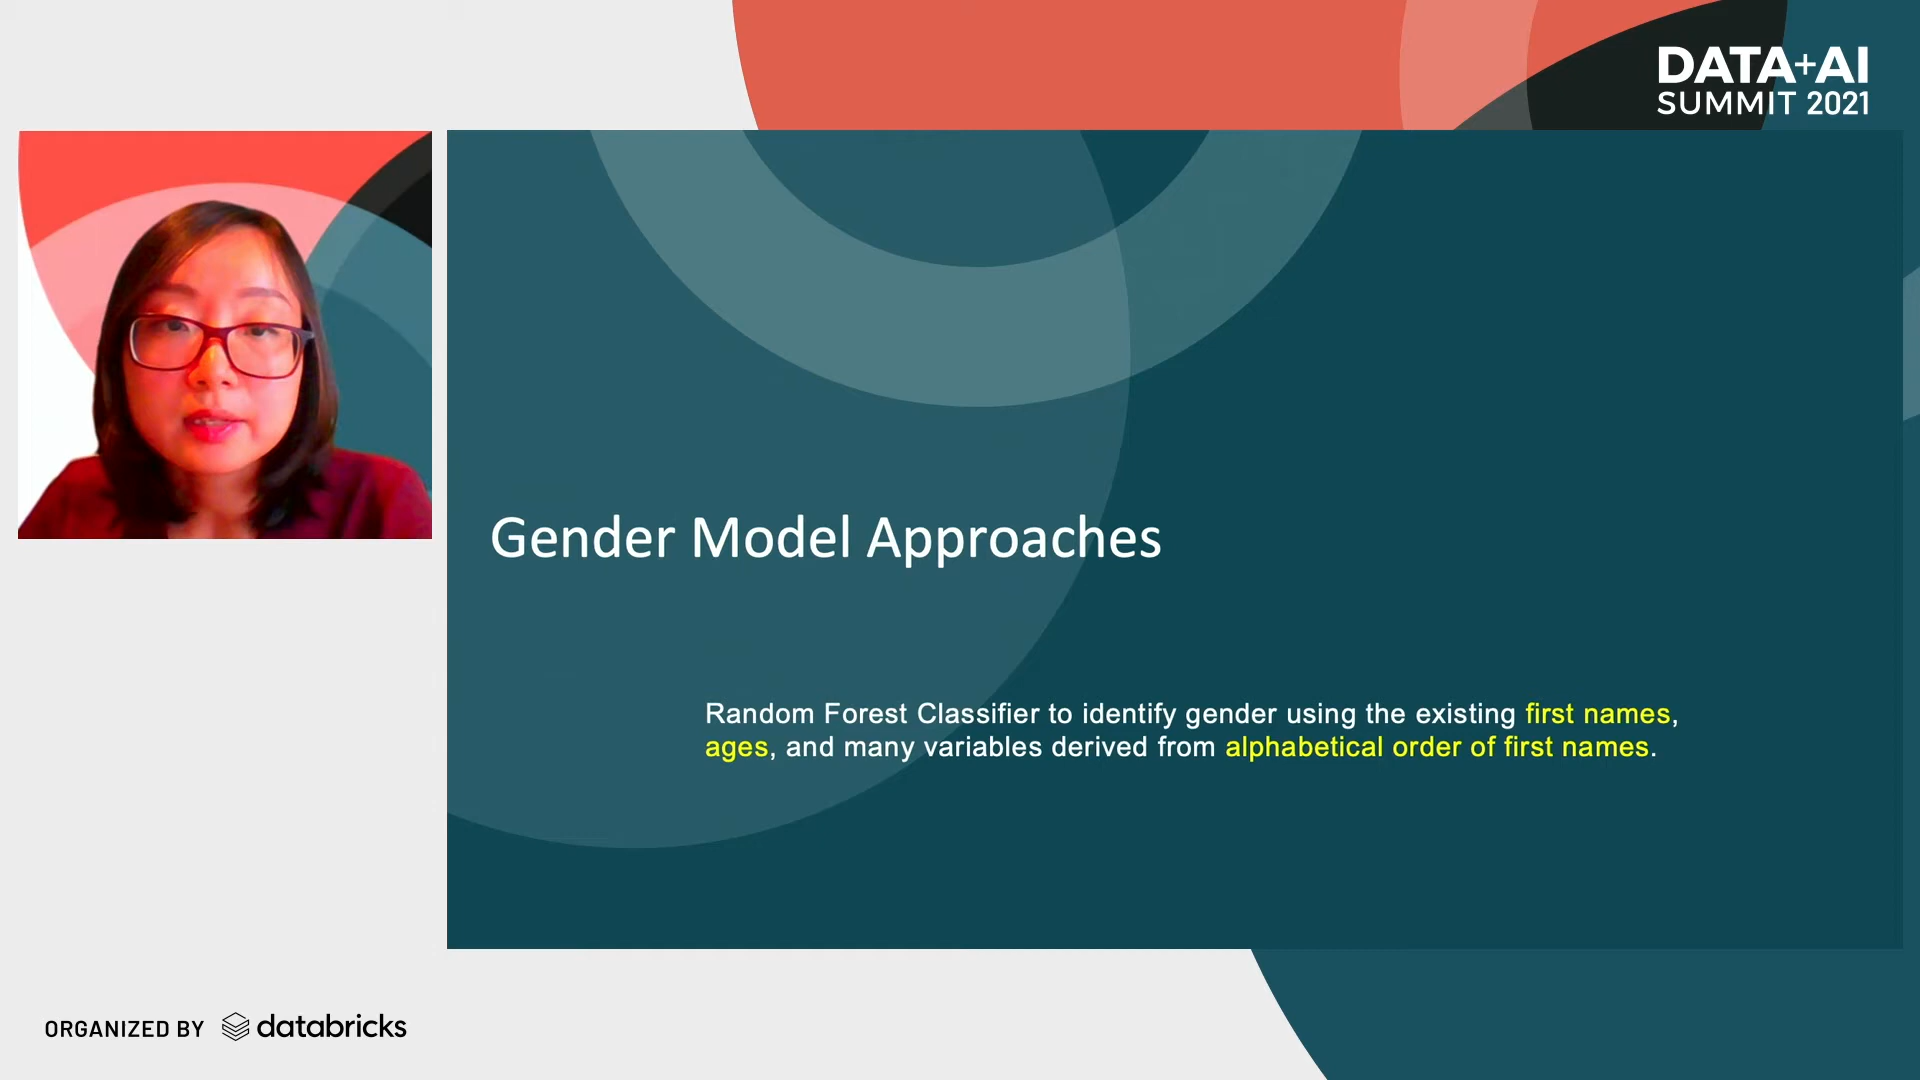 DATA+AI
SUMMIT 2021
Gender Model Approaches
Random Forest Classifier to identify gender using the existing first names,
ages, and many variables derived from alphabetical order of first names.
ORGANIZED BY databricks